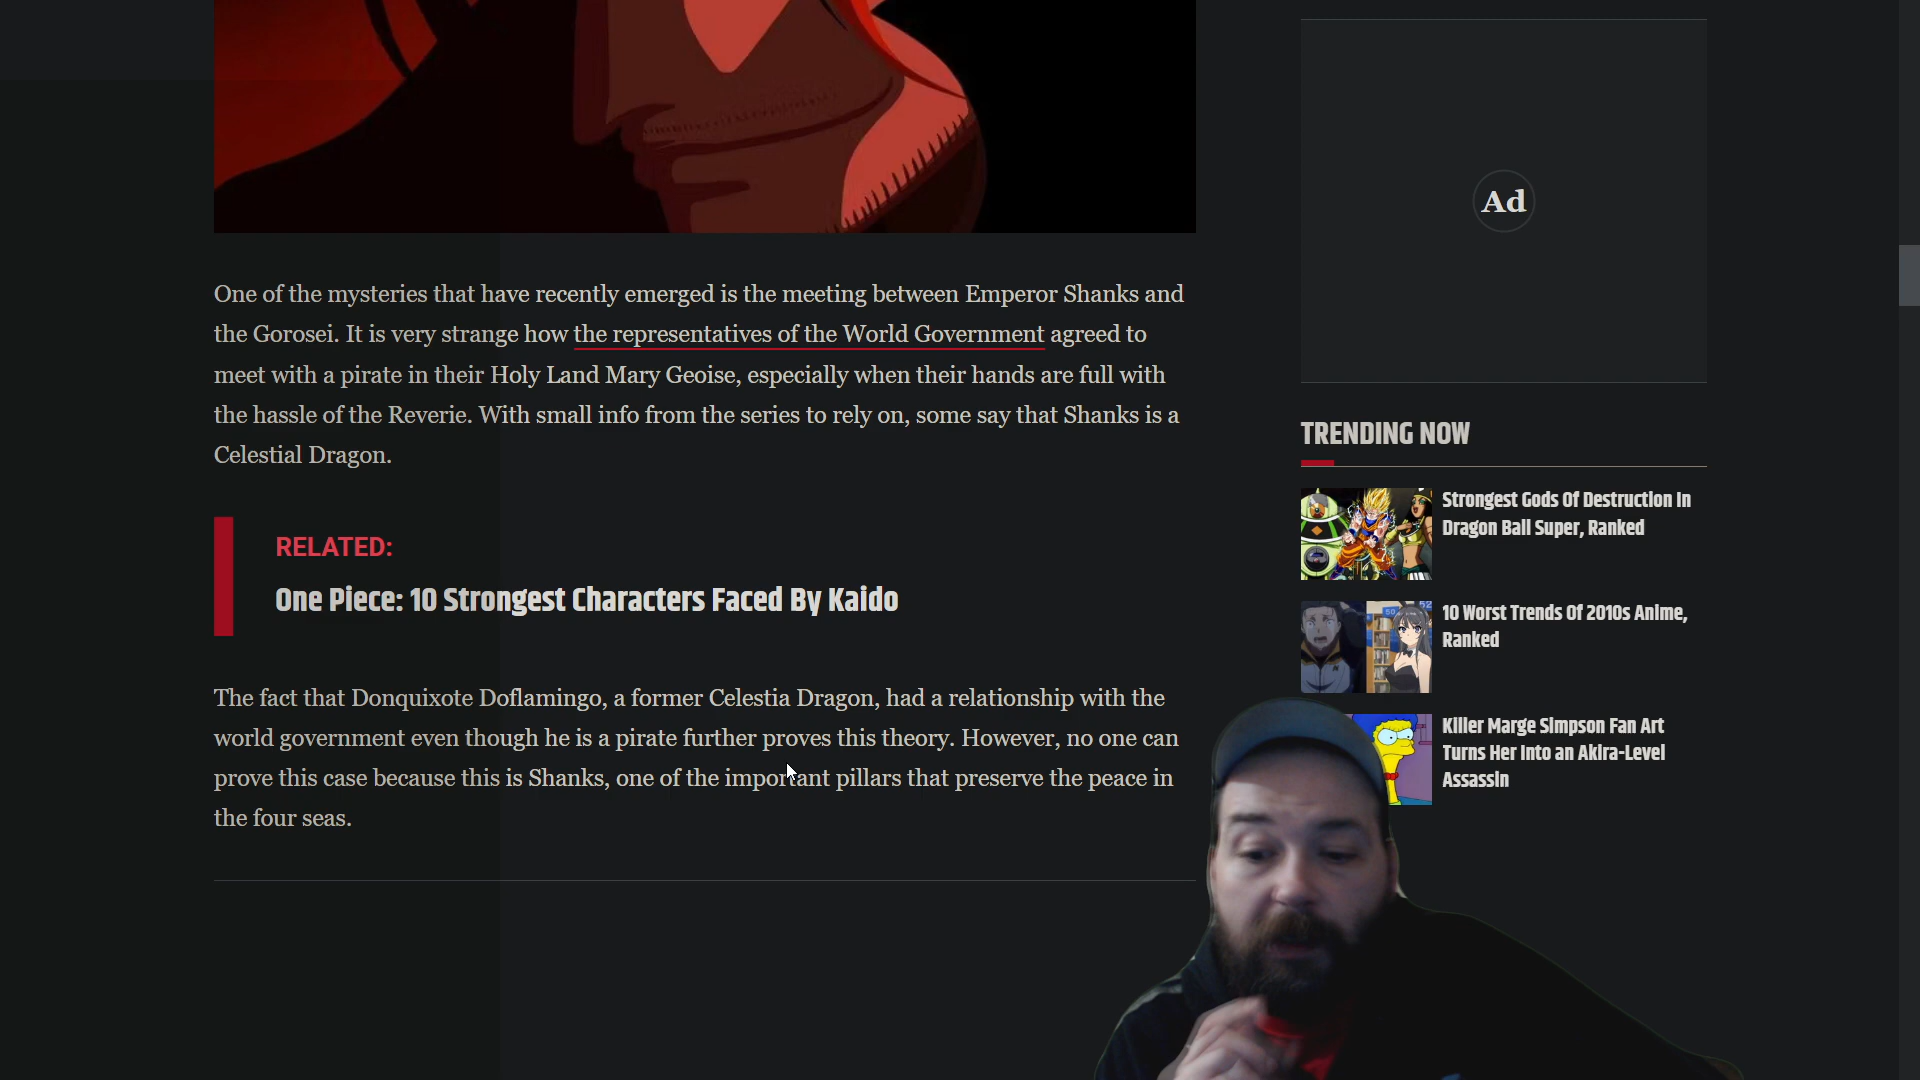 One of the mysteries that have recently emerged is the meeting between Emperor Shanks and
the Gorosei. It is very strange how the representatives of the World Government agreed to
meet with a pirate in their Holy Land Mary Geoise, especially when their hands are full with
the hassle of the Reverie. With small info from the series to rely on, some say that Shanks is a
Celestial Dragon.
RELATED:
One Piece: 10 Strongest Characters Faced By Kaido
The fact that Donquixote Doflamingo, a former Celestia Dragon, had a relationship with the
world government even though he is a pirate further proves this theory. However, no one can
prove this case because this is Shanks, one of the important pillars that preserve the peace in
the four seas.
Ad
TRENDING NOW
Strongest Gods Of Destruction In
Dragon Ball Super, Ranked
10 Worst Trends Of 2010s Anime,
Ranked
Killer Marge Simpson Fan Art
Turns Her Into an Akira-Level
Assassin